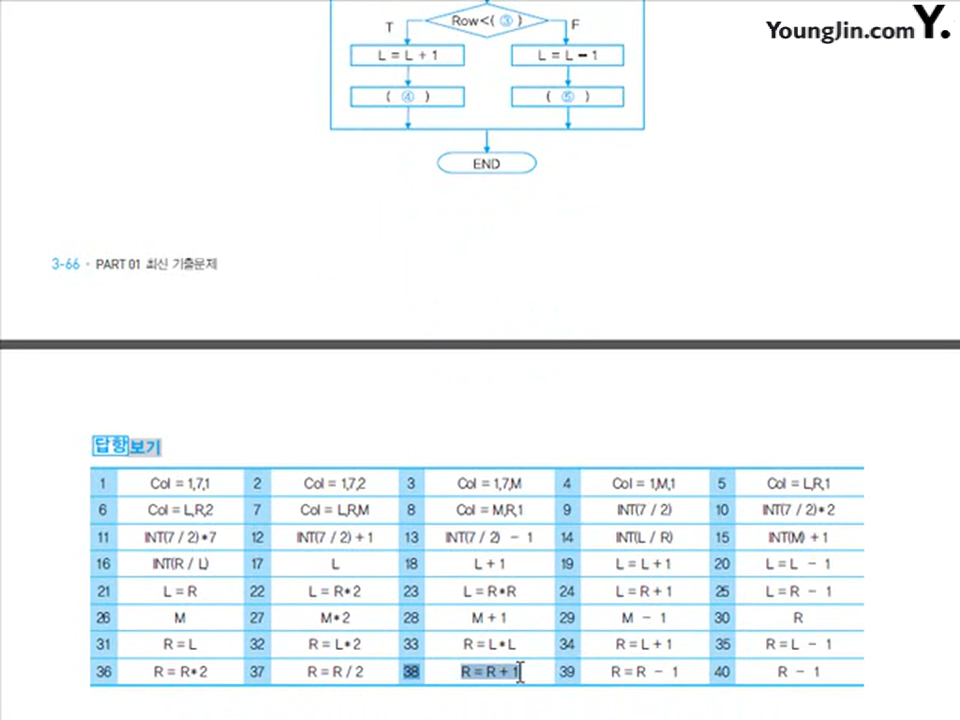 YoungJin.com Y.
T Row<( ③ ) F
L = L + 1 L = L - 1
( ④ ) ( ⑤ )
END
3-66 • PART 01 최신 기출문제
답항보기
1 Col = 1,7,1 2 Col = 1,7,2 3 Col = 1,7,M 4 Col = 1,M,1 5 Col = L,R,1
6 Col = L,R,2 7 Col = L,R,M 8 Col = M,R,1 9 INT(7 / 2) 10 INT(7 / 2)*2
11 INT(7 / 2)*7 12 INT(7 / 2) + 1 13 INT(7 / 2) - 1 14 INT(L / R) 15 INT(M) + 1
16 INT(R / L) 17 L 18 L + 1 19 L = L + 1 20 L = L - 1
21 L = R 22 L = R*2 23 L = R*R 24 L = R + 1 25 L = R - 1
26 M 27 M*2 28 M + 1 29 M - 1 30 R
31 R = L 32 R = L*2 33 R = L*L 34 R = L + 1 35 R = L - 1
36 R = R*2 37 R = R / 2 38 R = R + 1 39 R = R - 1 40 R - 1